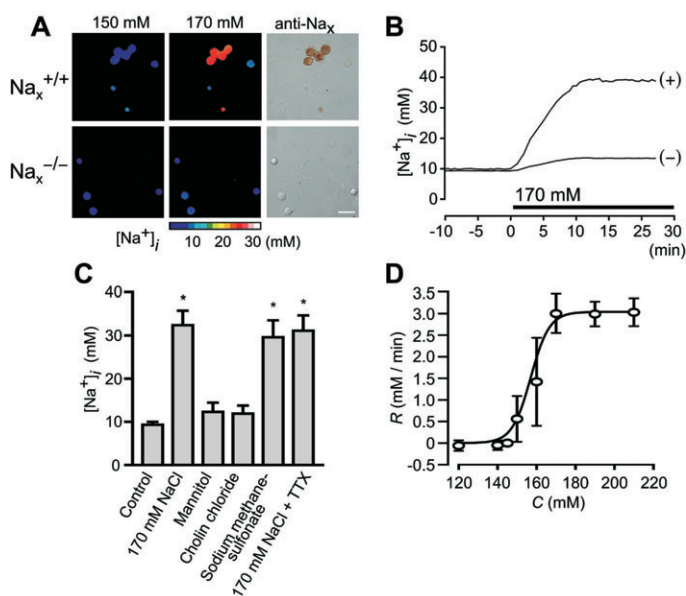 A
150 mM 170 mM anti-Nax
Nax+/+
Nax−/−
[Na+]i 10 20 30 (mM)
B
[Na+]i (mM)
50
40
30
20
10
0
(+)
(−)
170 mM
-10 -5 0 5 10 15 20 25 30
(min)
C
[Na+]i (mM)
40
30
20
10
0
* * *
Control
170 mM NaCl
Mannitol
Cholin chloride
Sodium methane-
sulfonate
170 mM NaCl + TTX
D
R (mM / min)
3.5
3.0
2.5
2.0
1.5
1.0
0.5
0
-0.5
120 140 160 180 200 220
C (mM)